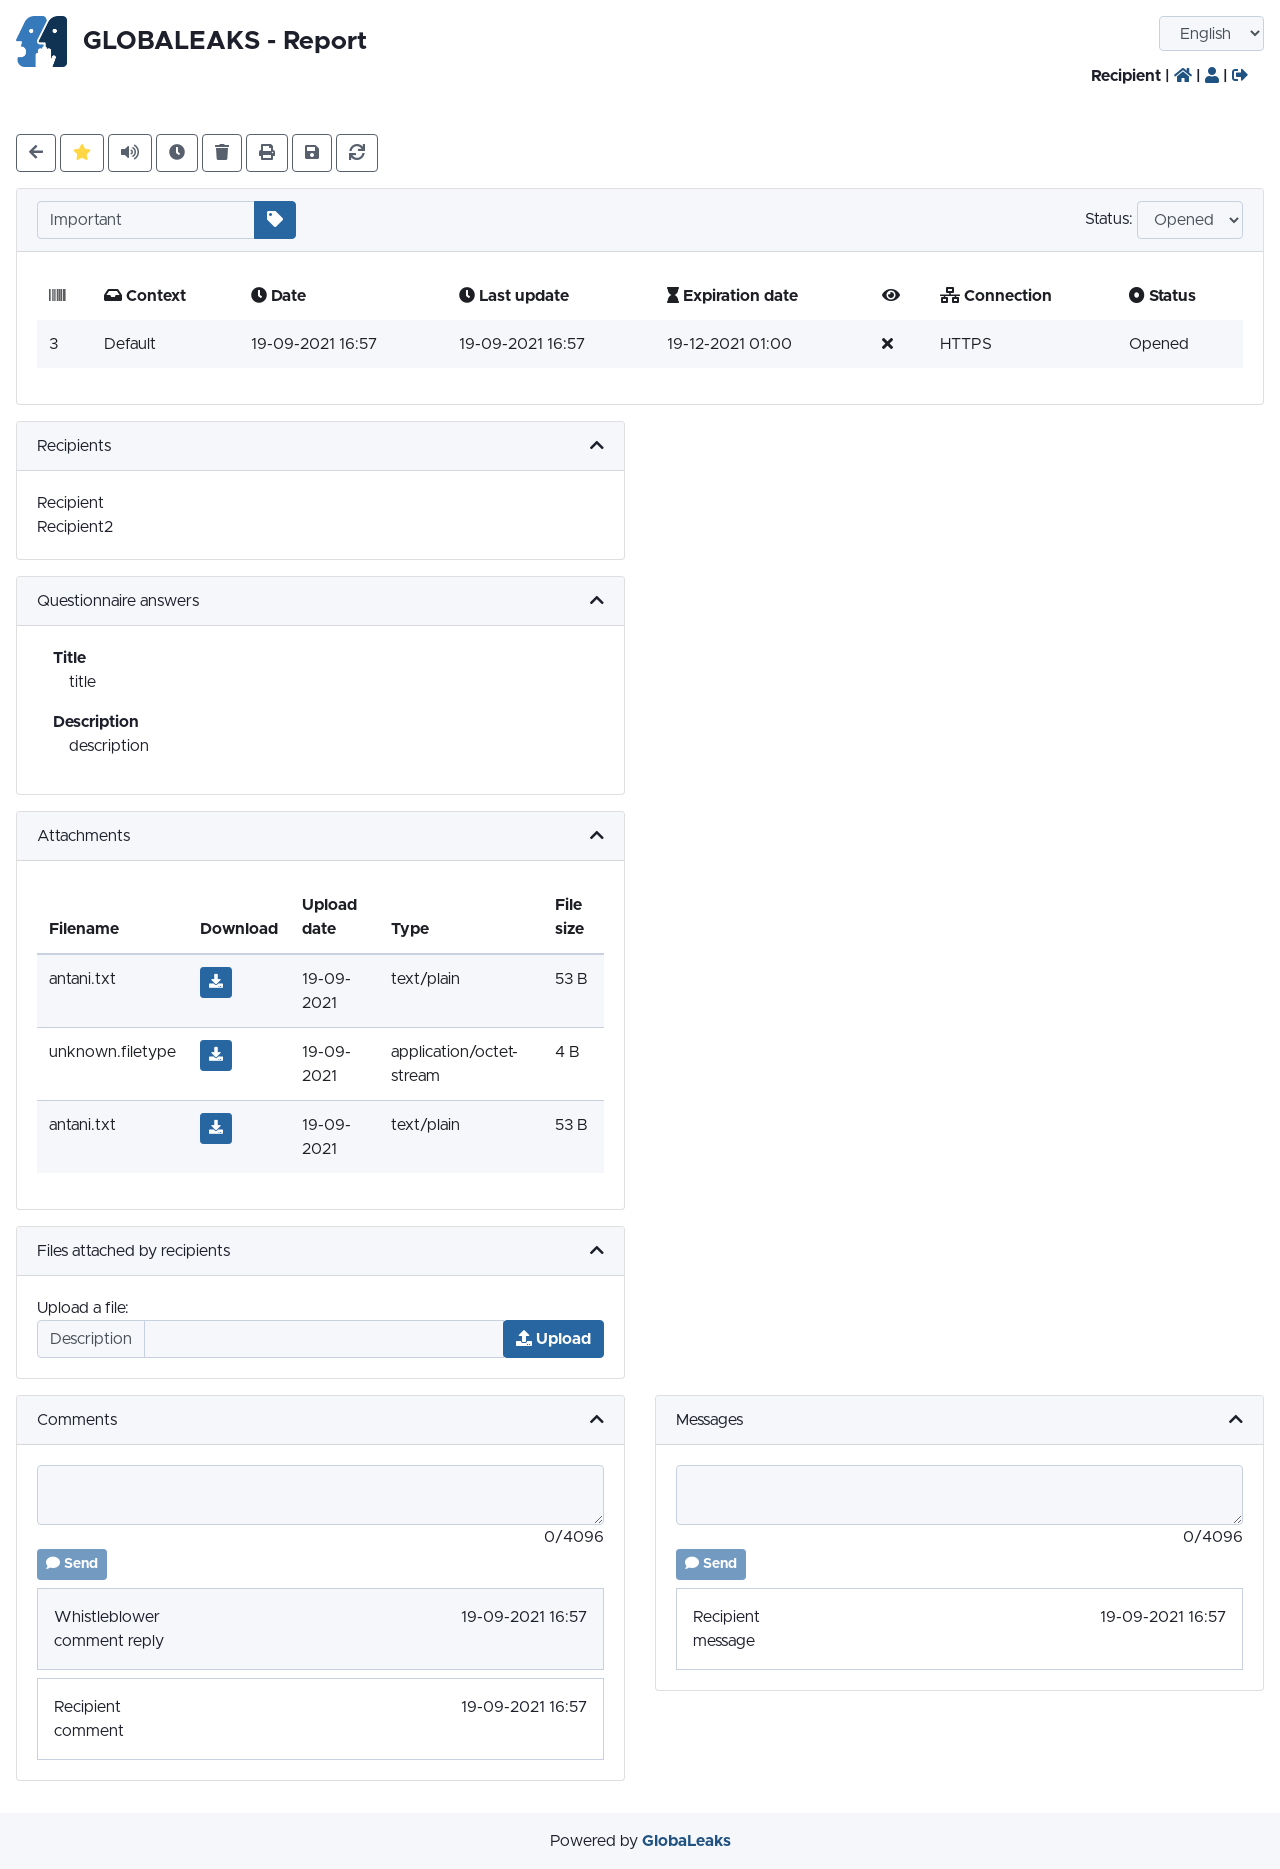 GLOBALEAKS - Report
English
Recipient | | |
Important
Status: Opened
Context Date Last update Expiration date Connection Status
3 Default 19-09-2021 16:57 19-09-2021 16:57 19-12-2021 01:00 HTTPS Opened
Recipients
Recipient
Recipient2
Questionnaire answers
Title
title
Description
description
Attachments
Filename Download Upload date Type File size
antani.txt 19-09-2021 text/plain 53 B
unknown.filetype 19-09-2021 application/octet-stream 4 B
antani.txt 19-09-2021 text/plain 53 B
Files attached by recipients
Upload a file:
Description Upload
Comments
0/4096
Send
Whistleblower 19-09-2021 16:57
comment reply
Recipient 19-09-2021 16:57
comment
Messages
0/4096
Send
Recipient 19-09-2021 16:57
message
Powered by GlobaLeaks